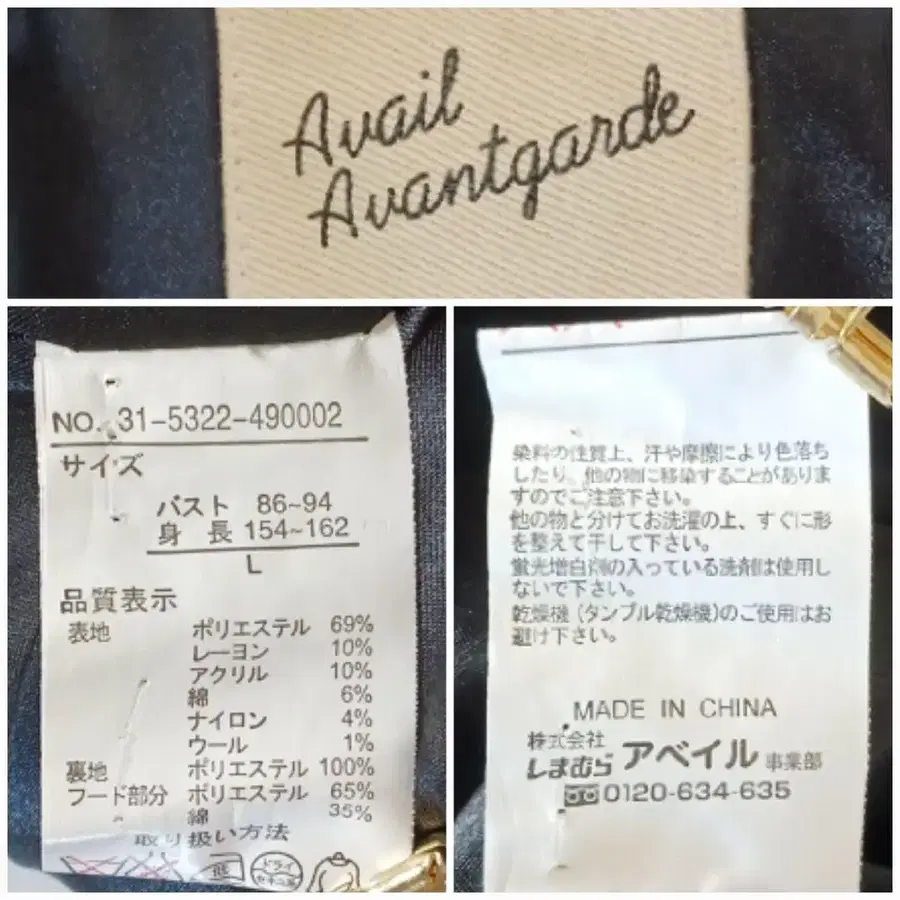 Avail
Avantgarde
NO. 31-5322-490002
サイズ
バスト 86~94
身長 154~162
L
品質表示
表地 ポリエステル 69%
レーヨン 10%
アクリル 10%
綿 6%
ナイロン 4%
ウール 1%
裏地 ポリエステル 100%
フード部分 ポリエステル 65%
綿 35%
取り扱い方法
ドライ
染料の性質上、汗や摩擦により色落ち
したり、他の物に移染することがありま
すのでご注意下さい。
他の物と分けてお洗濯の上、すぐに形
を整えて干して下さい。
蛍光増白剤の入っている洗剤は使用し
ないで下さい。
乾燥機(タンブル乾燥機)のご使用はお
避け下さい。
MADE IN CHINA
株式会社
しまむら アベイル 事業部
0120-634-635